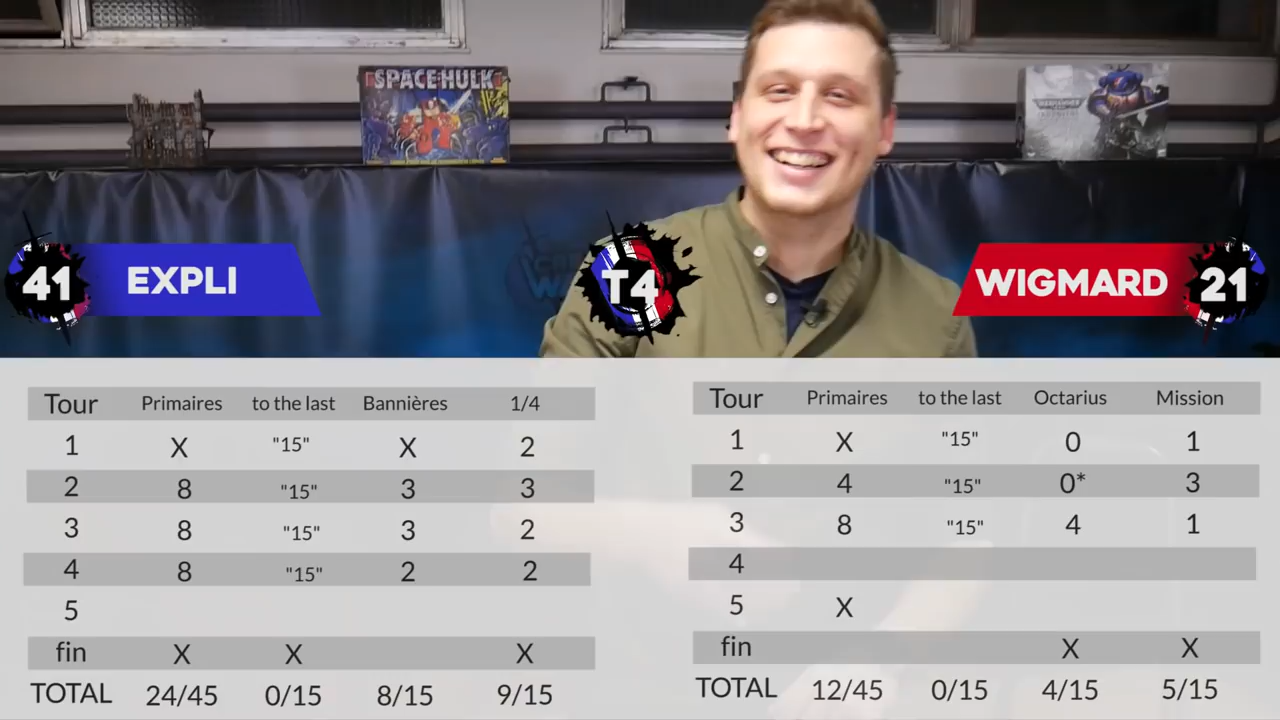 SPACE HULK
WARHAMMER
41 EXPLI T4 WIGMARD 21
Tour Primaires to the last Bannières 1/4
1 X "15" X 2
2 8 "15" 3 3
3 8 "15" 3 2
4 8 "15" 2 2
5
fin X X X
TOTAL 24/45 0/15 8/15 9/15
Tour Primaires to the last Octarius Mission
1 X "15" 0 1
2 4 "15" 0* 3
3 8 "15" 4 1
4
5 X
fin X X
TOTAL 12/45 0/15 4/15 5/15